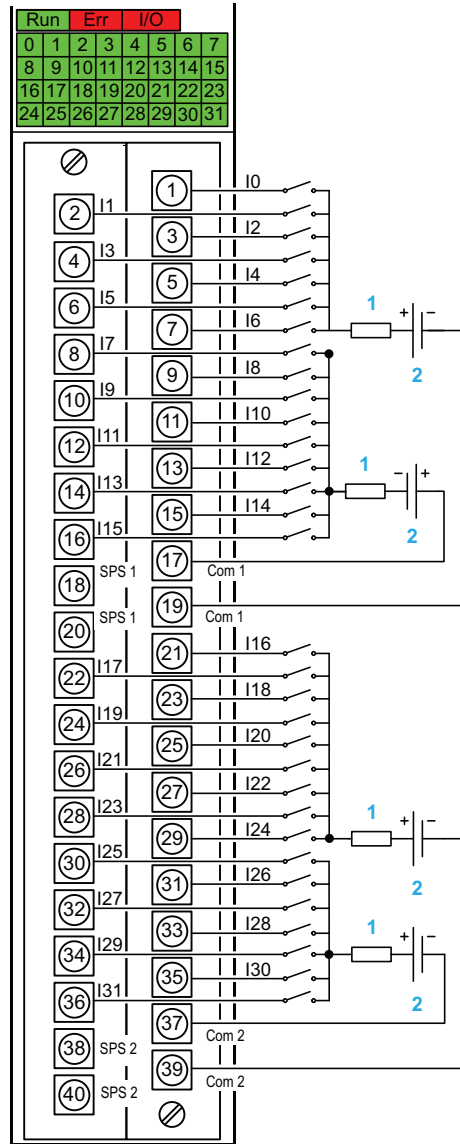 Run Err I/O
0 1 2 3 4 5 6 7
8 9 10 11 12 13 14 15
16 17 18 19 20 21 22 23
24 25 26 27 28 29 30 31
1 I0
2 I1
3 I2
4 I3
5 I4
6 I5
7 I6
1 + −
2
8 I7
9 I8
10 I9
11 I10
12 I11
13 I12
1 − +
2
14 I13
15 I14
16 I15
17 Com 1
18 SPS 1
19 Com 1
20 SPS 1
21 I16
22 I17
23 I18
24 I19
25 I20
26 I21
27 I22
28 I23
29 I24
1 + −
2
30 I25
31 I26
32 I27
33 I28
34 I29
1 + −
2
35 I30
36 I31
37 Com 2
38 SPS 2
39 Com 2
40 SPS 2